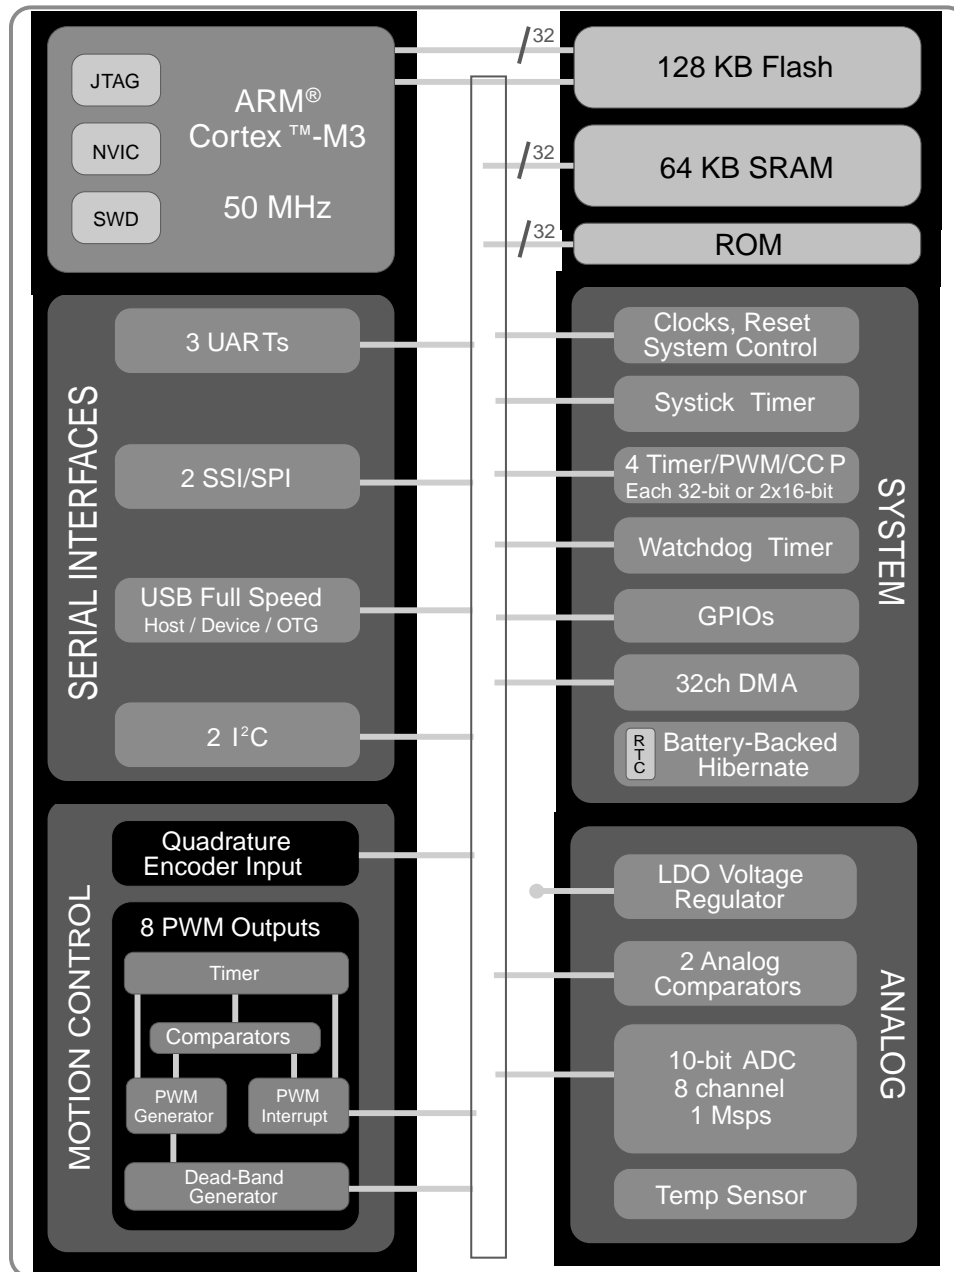 JTAG
NVIC
SWD
ARM®
Cortex™-M3
50 MHz
32
128 KB Flash
32
64 KB SRAM
32
ROM
SERIAL INTERFACES
3 UARTs
2 SSI/SPI
USB Full Speed
Host / Device / OTG
2 I²C
Clocks, Reset
System Control
Systick Timer
4 Timer/PWM/CCP
Each 32-bit or 2x16-bit
Watchdog Timer
GPIOs
32ch DMA
RTC
Battery-Backed
Hibernate
SYSTEM
MOTION CONTROL
Quadrature
Encoder Input
8 PWM Outputs
Timer
Comparators
PWM
Generator
PWM
Interrupt
Dead-Band
Generator
LDO Voltage
Regulator
2 Analog
Comparators
10-bit ADC
8 channel
1 Msps
Temp Sensor
ANALOG